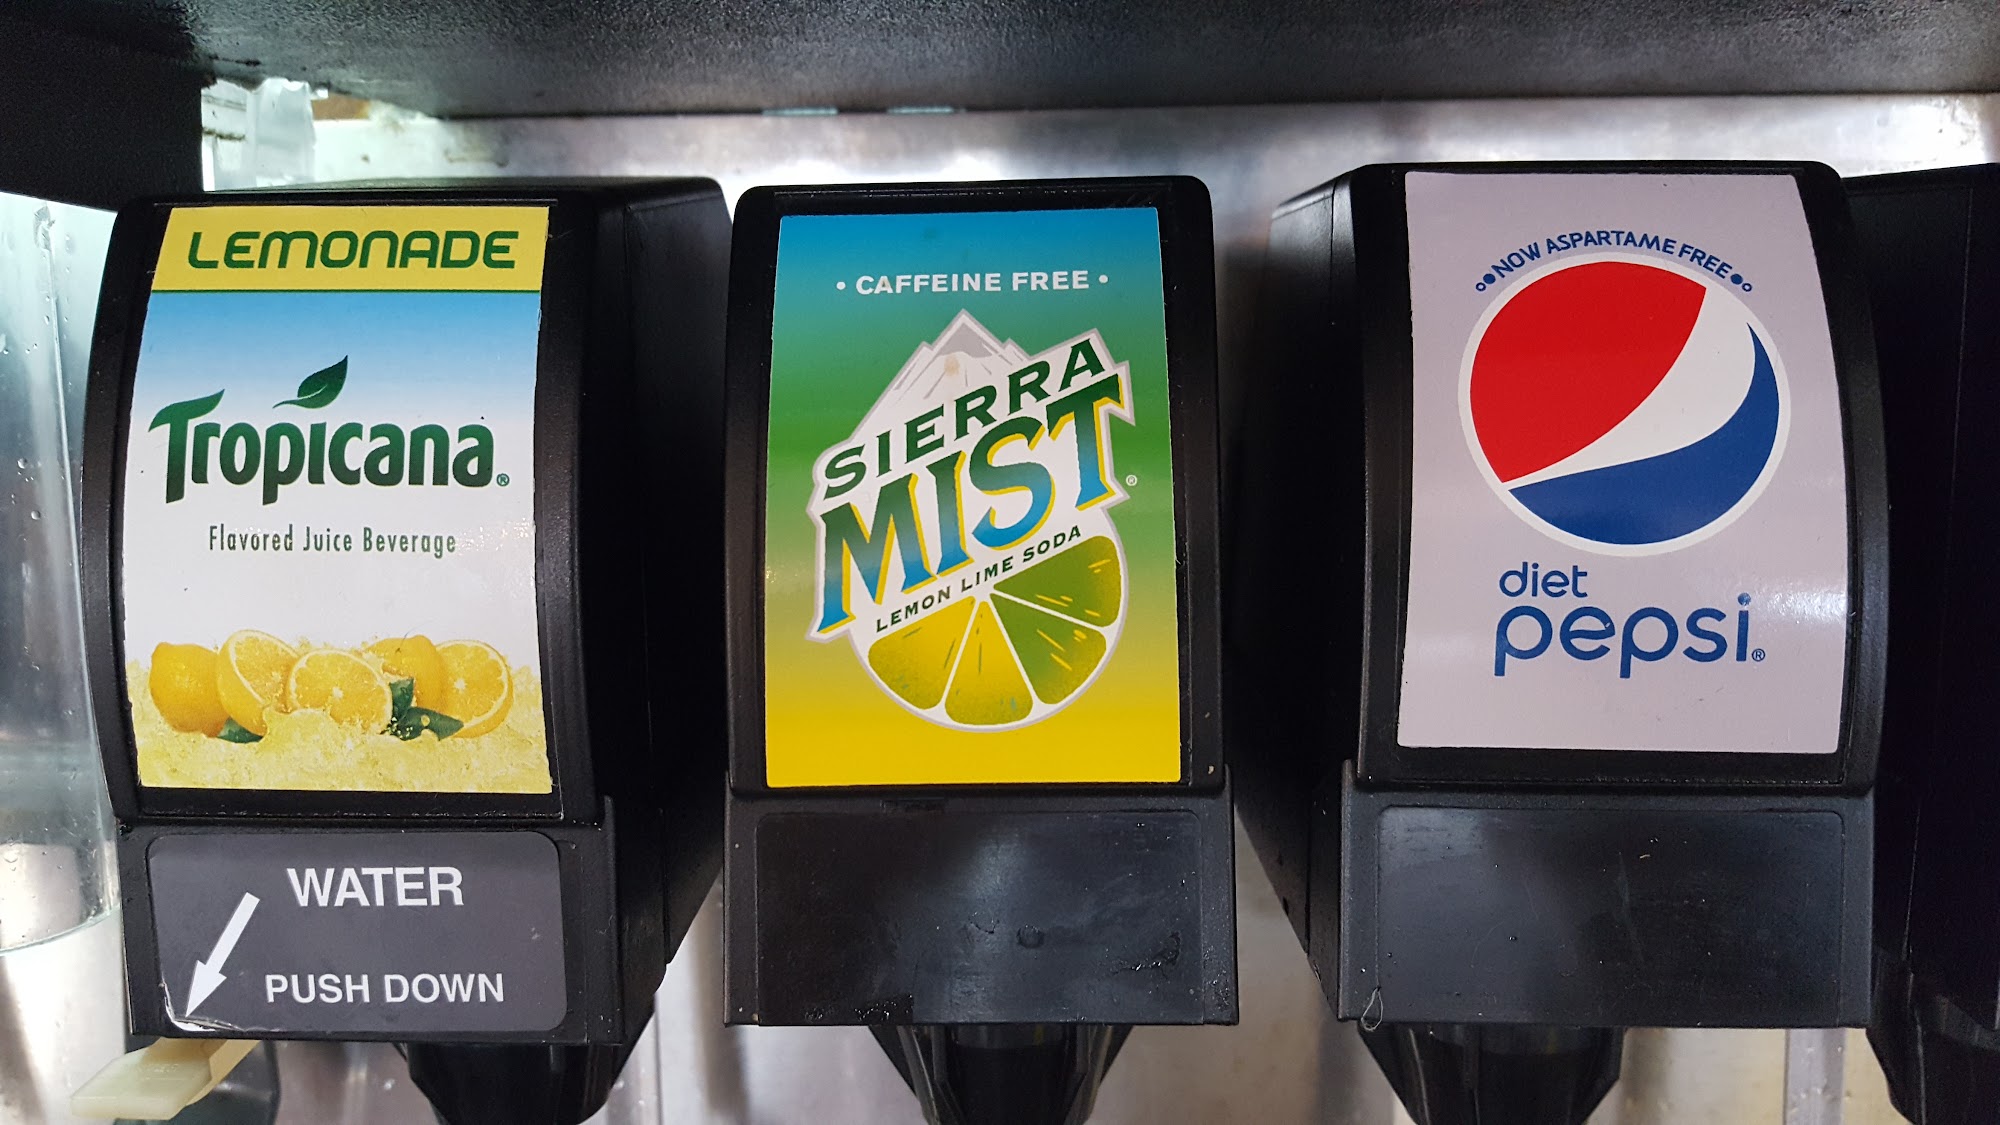 LEMONADE
Tropicana®
Flavored Juice Beverage
WATER
PUSH DOWN
• CAFFEINE FREE •
SIERRA
MIST®
LEMON LIME SODA
NOW ASPARTAME FREE
diet
pepsi®